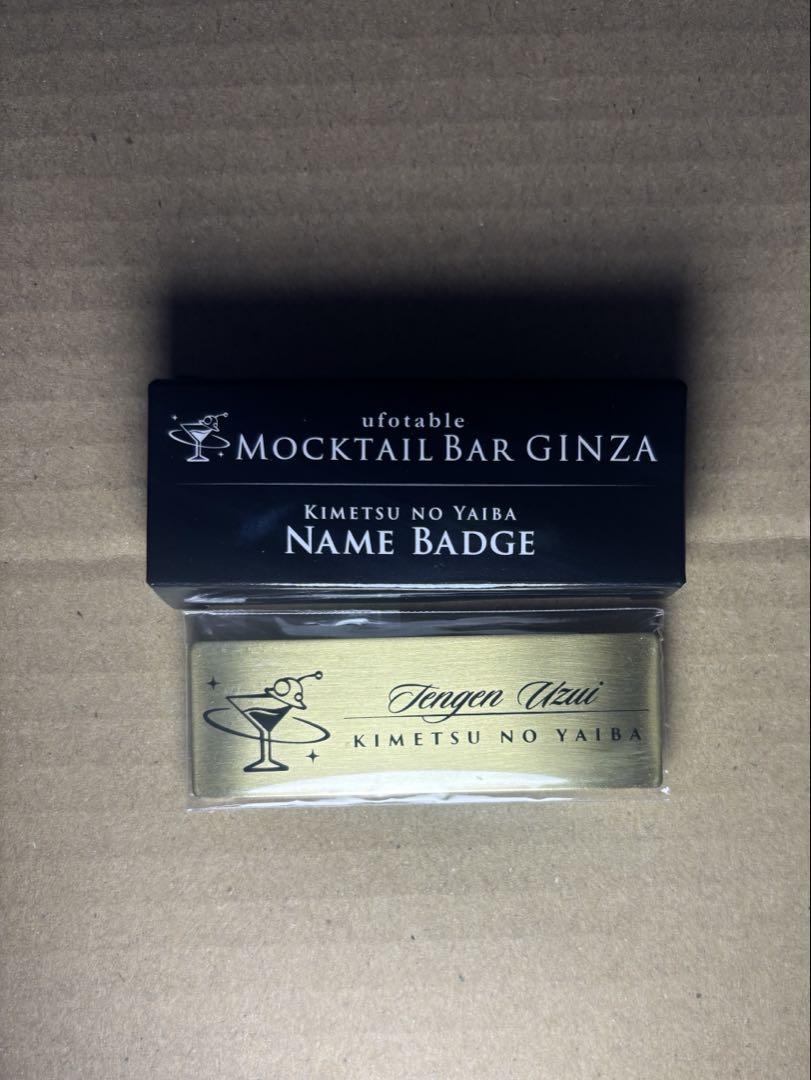 ufotable
MOCKTAIL BAR GINZA
KIMETSU NO YAIBA
NAME BADGE
Tengen Uzui
KIMETSU NO YAIBA